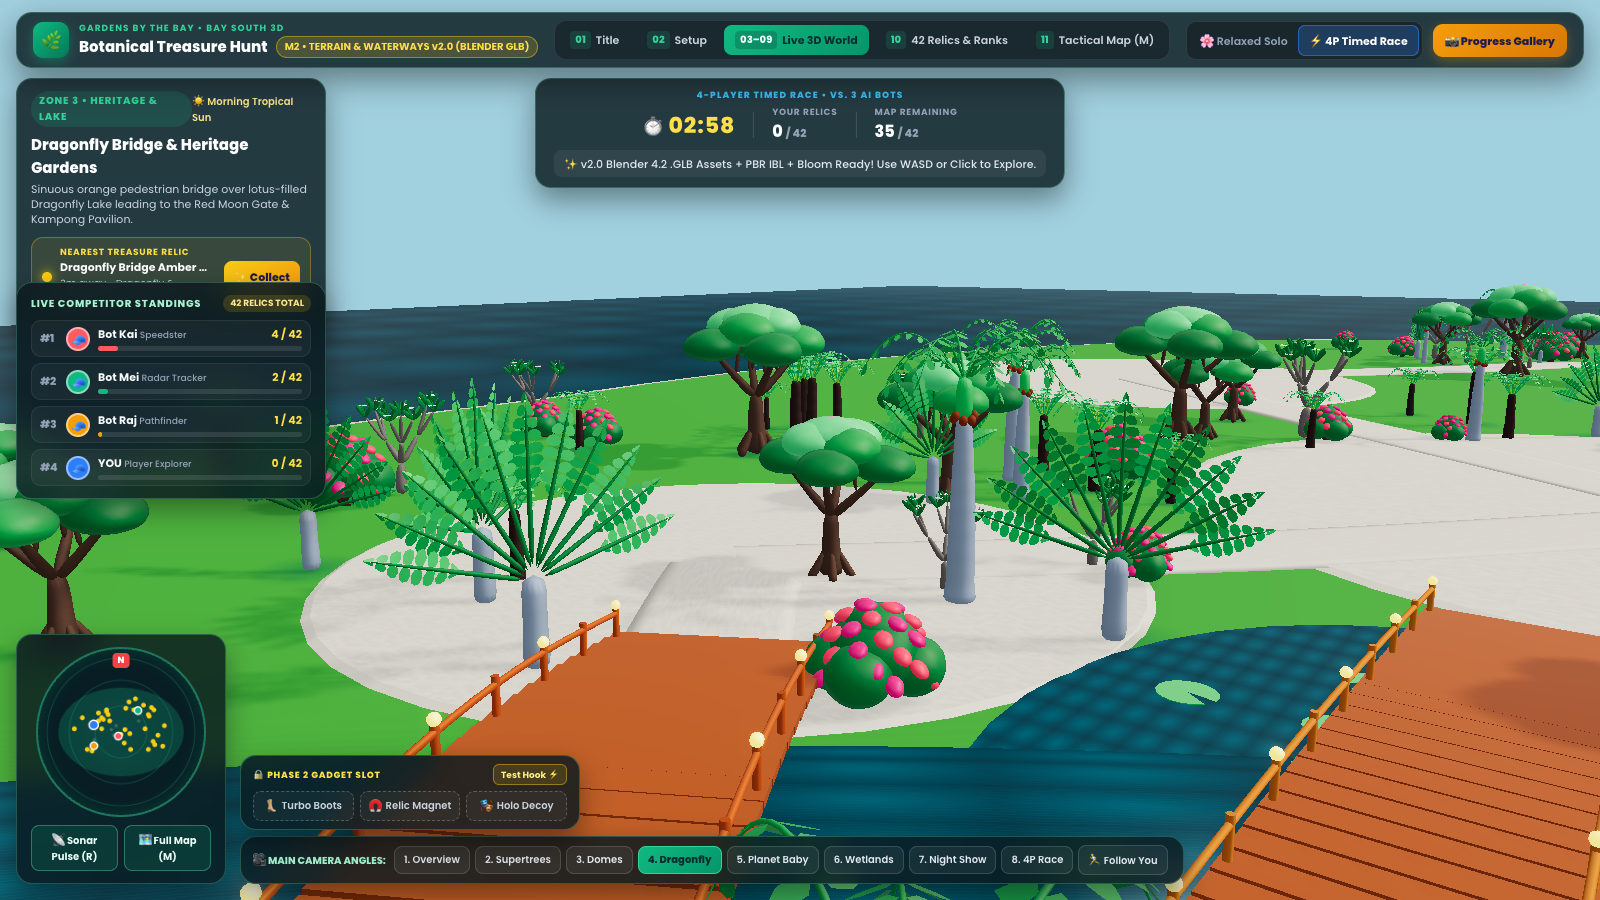 GARDENS BY THE BAY • BAY SOUTH 3D
Botanical Treasure Hunt
M2 • TERRAIN & WATERWAYS v2.0 (BLENDER GLB)
01 Title
02 Setup
03–09 Live 3D World
10 42 Relics & Ranks
11 Tactical Map (M)
Relaxed Solo
4P Timed Race
Progress Gallery
ZONE 3 • HERITAGE & LAKE
Morning Tropical Sun
Dragonfly Bridge & Heritage Gardens
Sinuous orange pedestrian bridge over lotus-filled
Dragonfly Lake leading to the Red Moon Gate &
Kampong Pavilion.
NEAREST TREASURE RELIC
Dragonfly Bridge Amber ...
Collect
4-PLAYER TIMED RACE • VS. 3 AI BOTS
02:58
YOUR RELICS
0 / 42
MAP REMAINING
35 / 42
v2.0 Blender 4.2 .GLB Assets + PBR IBL + Bloom Ready! Use WASD or Click to Explore.
LIVE COMPETITOR STANDINGS
42 RELICS TOTAL
#1 Bot Kai Speedster 4 / 42
#2 Bot Mei Radar Tracker 2 / 42
#3 Bot Raj Pathfinder 1 / 42
#4 YOU Player Explorer 0 / 42
N
Sonar Pulse (R)
Full Map (M)
PHASE 2 GADGET SLOT
Test Hook
Turbo Boots
Relic Magnet
Holo Decoy
MAIN CAMERA ANGLES:
1. Overview
2. Supertrees
3. Domes
4. Dragonfly
5. Planet Baby
6. Wetlands
7. Night Show
8. 4P Race
Follow You